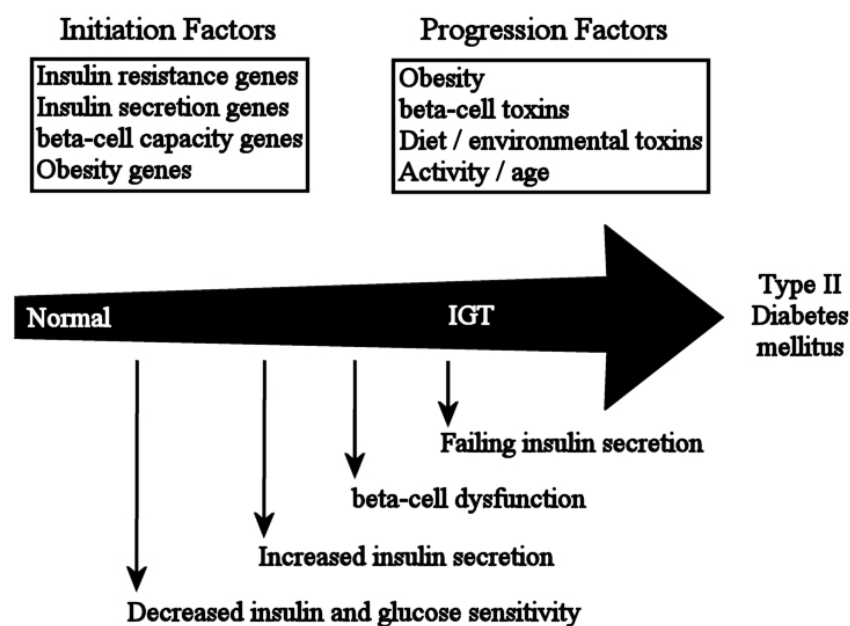 Initiation Factors
Progression Factors
Insulin resistance genes
Insulin secretion genes
beta-cell capacity genes
Obesity genes
Obesity
beta-cell toxins
Diet / environmental toxins
Activity / age
Normal
IGT
Type II
Diabetes
mellitus
Failing insulin secretion
beta-cell dysfunction
Increased insulin secretion
Decreased insulin and glucose sensitivity